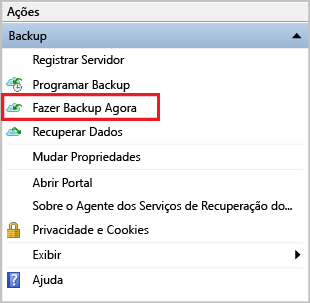 Ações
Backup
Registrar Servidor
Programar Backup
Fazer Backup Agora
Recuperar Dados
Mudar Propriedades
Abrir Portal
Sobre o Agente dos Serviços de Recuperação do...
Privacidade e Cookies
Exibir
Ajuda